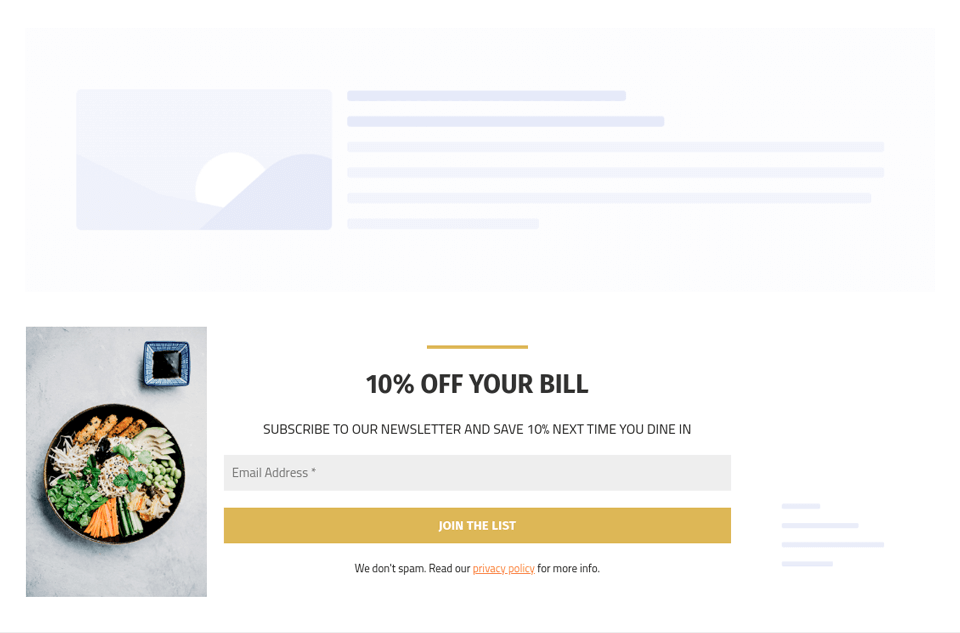 10% OFF YOUR BILL
SUBSCRIBE TO OUR NEWSLETTER AND SAVE 10% NEXT TIME YOU DINE IN
Email Address *
JOIN THE LIST
We don't spam. Read our privacy policy for more info.